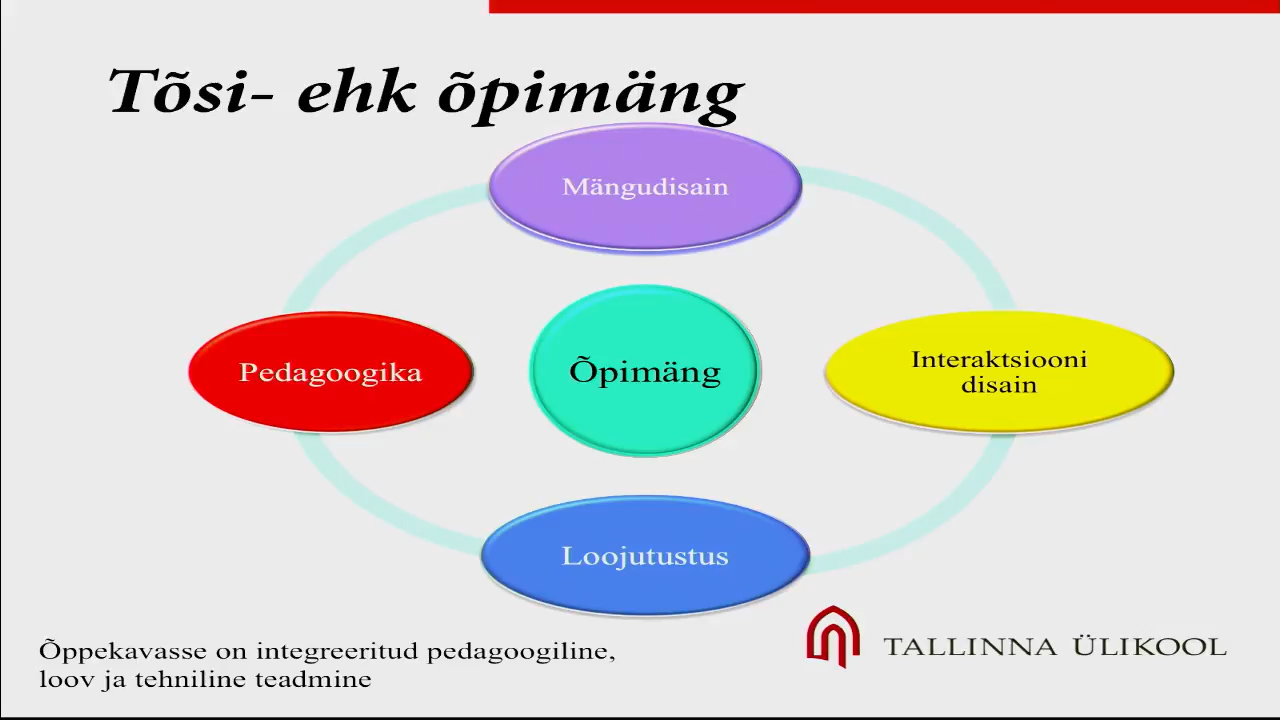 Tõsi- ehk õpimäng
Mängudisain
Pedagoogika
Õpimäng
Interaktsiooni
disain
Loojutustus
Õppekavasse on integreeritud pedagoogiline,
loov ja tehniline teadmine
TALLINNA ÜLIKOOL